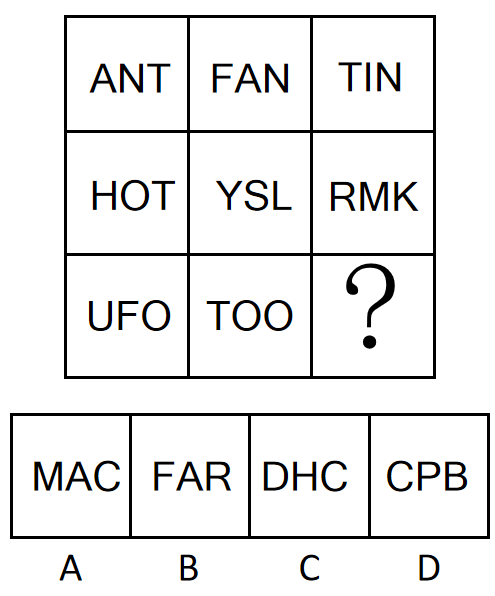 ANT FAN TIN
HOT YSL RMK
UFO TOO ?
MAC FAR DHC CPB
A B C D